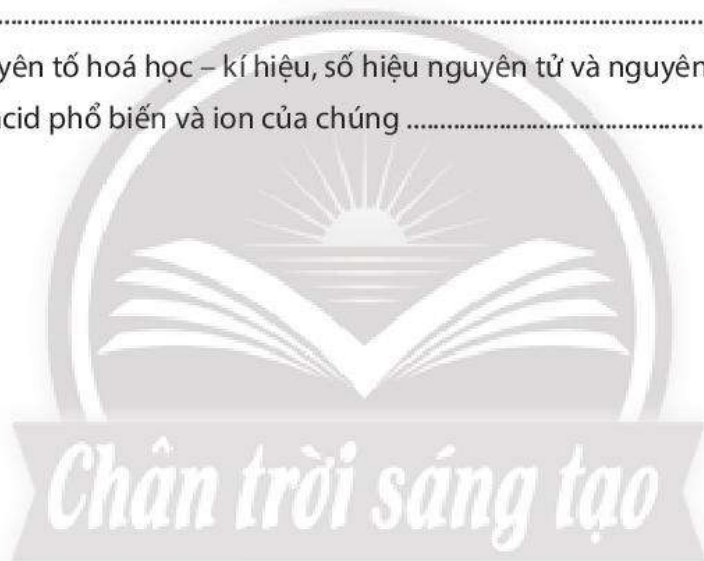 ..........................................................................................
yên tố hoá học – kí hiệu, số hiệu nguyên tử và nguyên
acid phổ biến và ion của chúng ..............................................
Chân trời sáng tạo